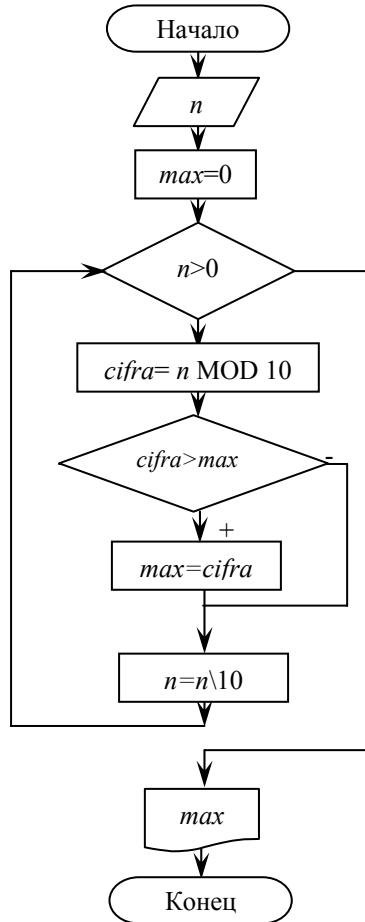 Начало
n
max=0
n>0
cifra= n MOD 10
cifra>max
-
+
max=cifra
n=n\10
max
Конец